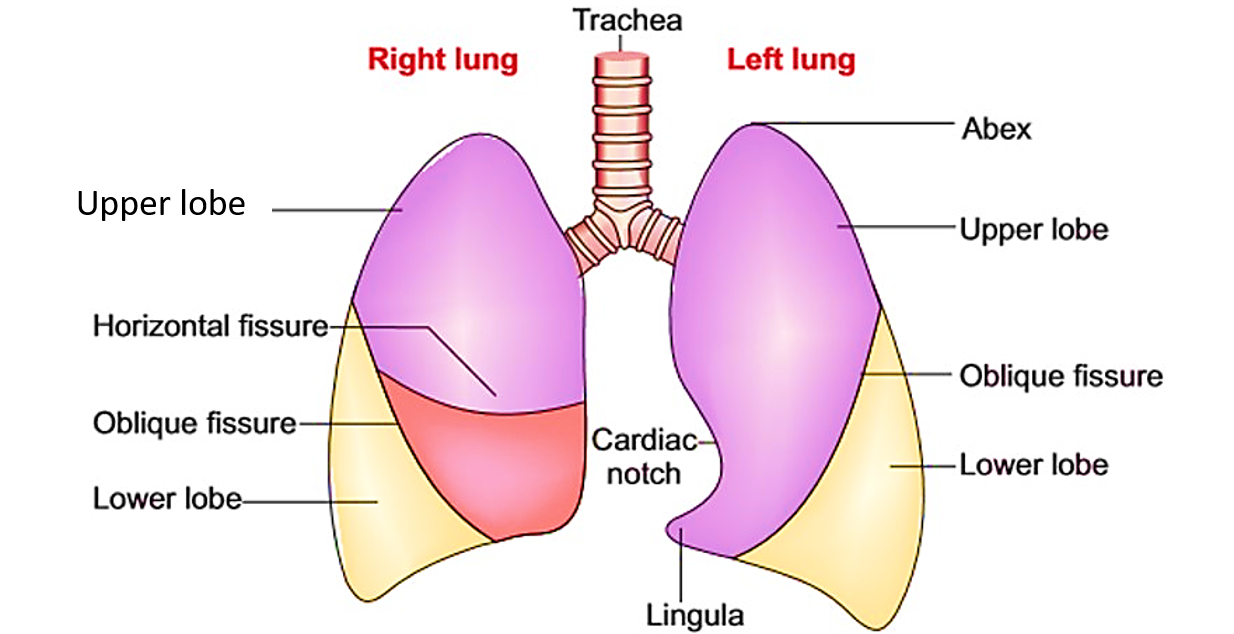 Trachea
Right lung
Left lung
Abex
Upper lobe
Upper lobe
Horizontal fissure
Oblique fissure
Oblique fissure
Cardiac
notch
Lower lobe
Lower lobe
Lingula